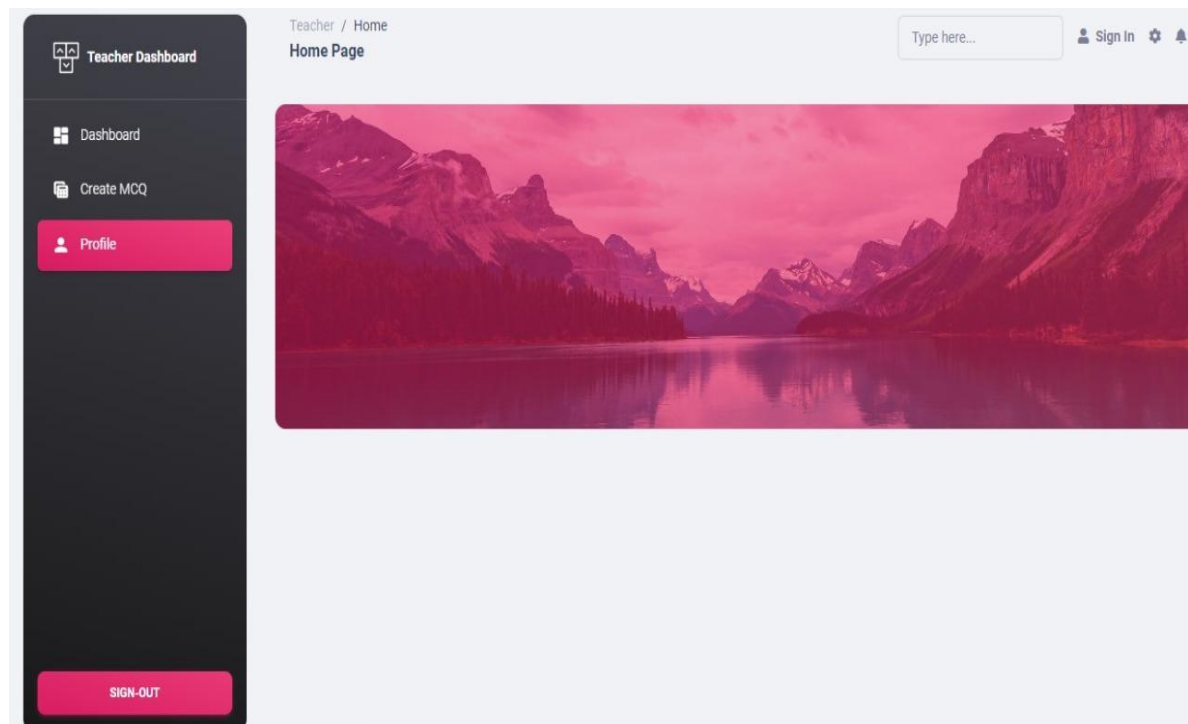 Teacher Dashboard
Dashboard
Create MCQ
Profile
SIGN-OUT
Teacher / Home
Home Page
Type here...
Sign In